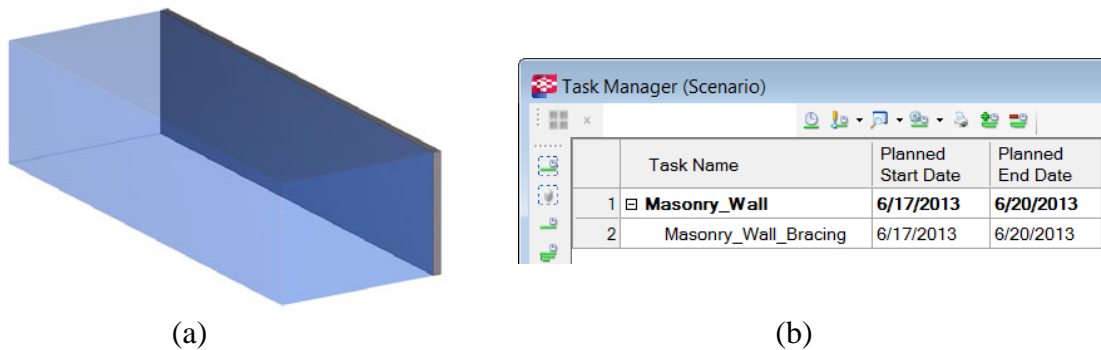 Task Manager (Scenario)
Task Name
Planned Start Date
Planned End Date
1 Masonry_Wall 6/17/2013 6/20/2013
2 Masonry_Wall_Bracing 6/17/2013 6/20/2013
(a)
(b)